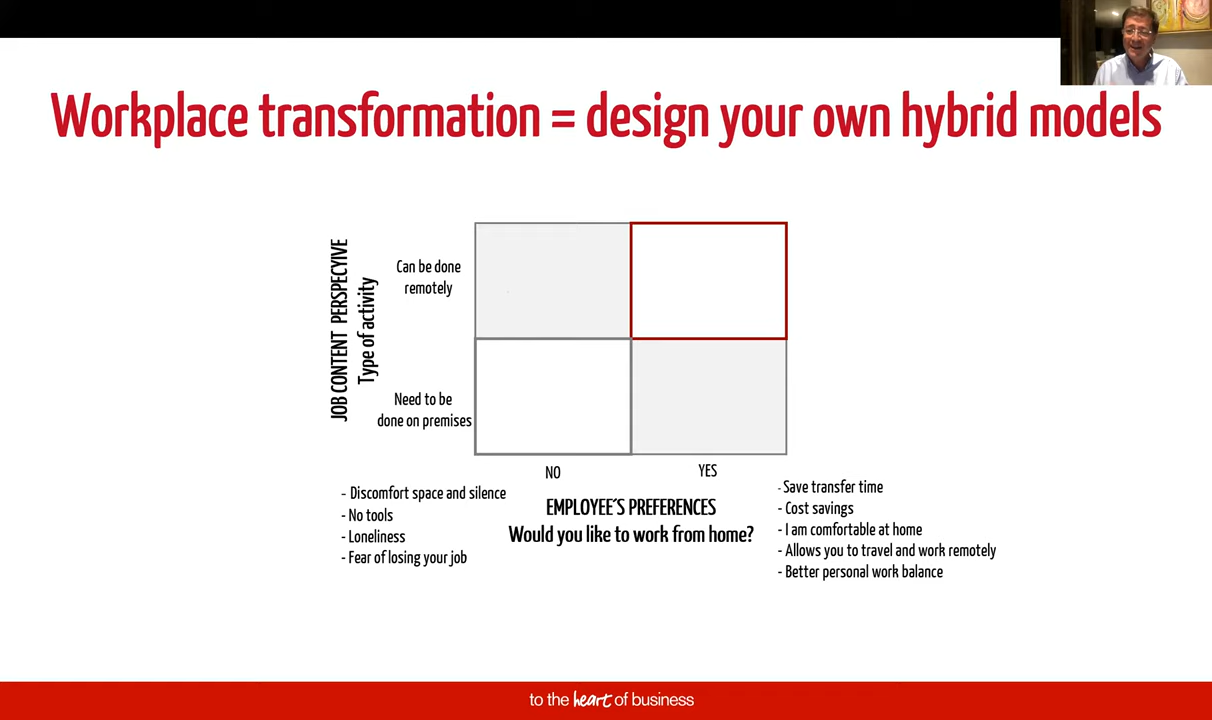 Workplace transformation = design your own hybrid models
JOB CONTENT PERSPECYIVE
Type of activity
Can be done
remotely
Need to be
done on premises
NO
YES
- Discomfort space and silence
- No tools
- Loneliness
- Fear of losing your job
EMPLOYEE´S PREFERENCES
Would you like to work from home?
- Save transfer time
- Cost savings
- I am comfortable at home
- Allows you to travel and work remotely
- Better personal work balance
to the heart of business